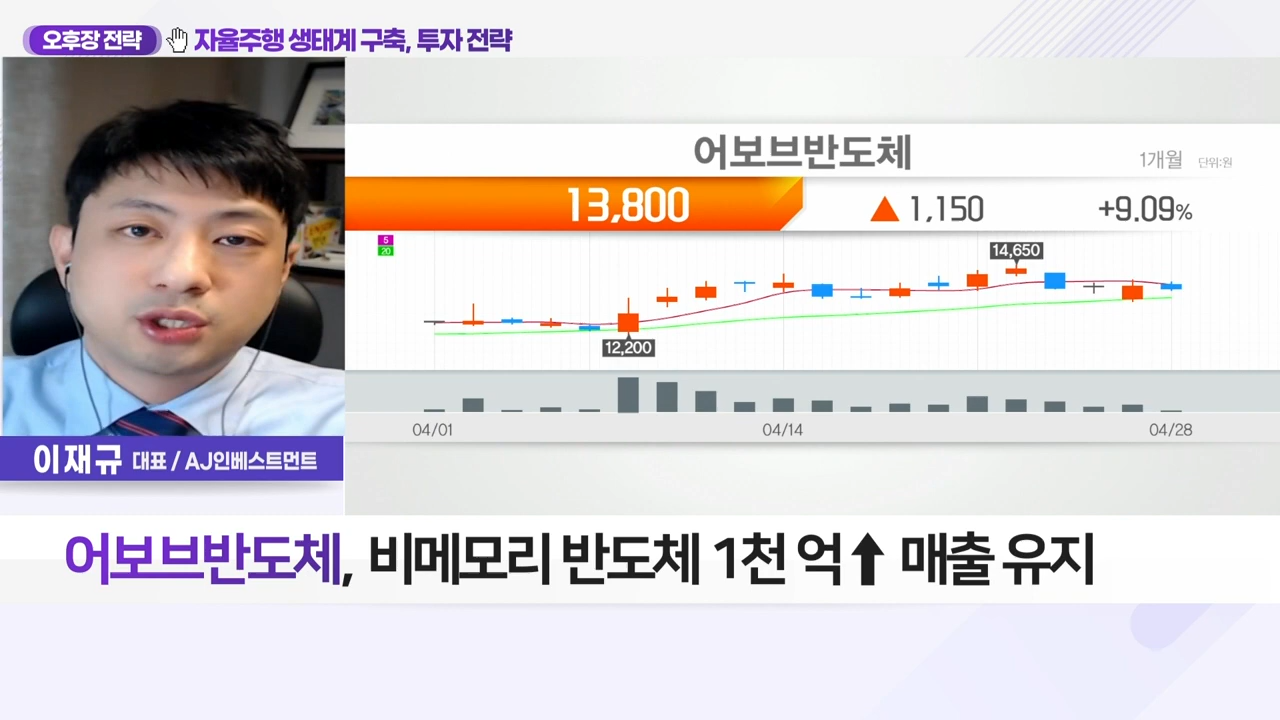 오후장 전략 자율주행 생태계 구축, 투자 전략
어보브반도체
1개월 단위:원
13,800 ▲ 1,150 +9.09%
5
20
14,650
12,200
04/01 04/14 04/28
이재규 대표 / AJ인베스트먼트
어보브반도체, 비메모리 반도체 1천 억⬆ 매출 유지